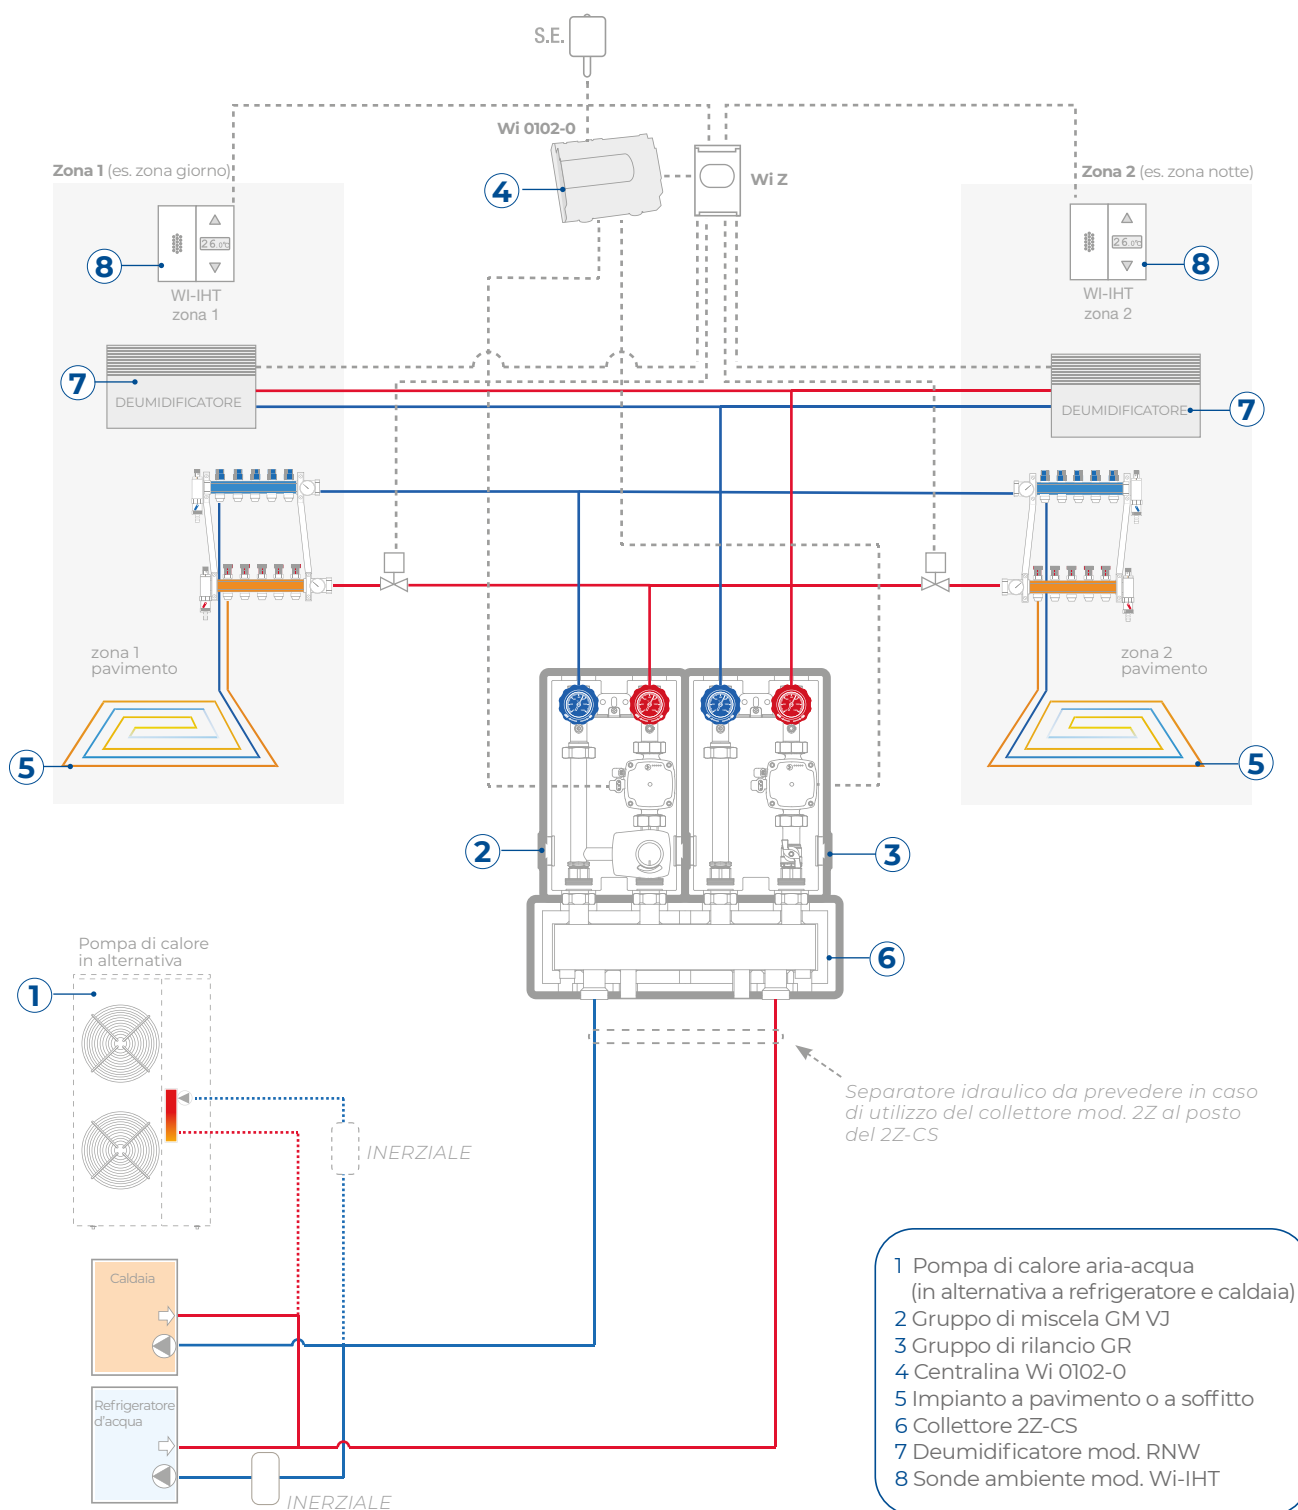 S.E.
Wi 0102-0
Zona 1 (es. zona giorno)
4
Wi Z
Zona 2 (es. zona notte)
26.0°C
8
WI-IHT
zona 1
26.0°C
8
WI-IHT
zona 2
7
DEUMIDIFICATORE
DEUMIDIFICATORE
7
zona 1
pavimento
zona 2
pavimento
5
5
2
3
Pompa di calore
in alternativa
1
6
Separatore idraulico da prevedere in caso
di utilizzo del collettore mod. 2Z al posto
del 2Z-CS
INERZIALE
Caldaia
Refrigeratore
d'acqua
INERZIALE
1 Pompa di calore aria-acqua
(in alternativa a refrigeratore e caldaia)
2 Gruppo di miscela GM VJ
3 Gruppo di rilancio GR
4 Centralina Wi 0102-0
5 Impianto a pavimento o a soffitto
6 Collettore 2Z-CS
7 Deumidificatore mod. RNW
8 Sonde ambiente mod. Wi-IHT